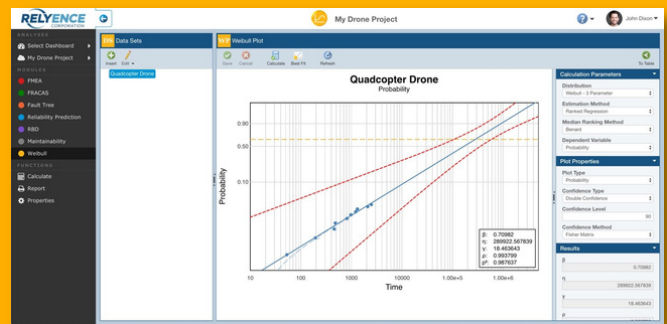 RELYENCE
CORPORATION
My Drone Project
John Dixon
ANALYSES
Select Dashboard
My Drone Project
MODULES
FMEA
FRACAS
Fault Tree
Reliability Prediction
RBD
Maintainability
Weibull
FUNCTIONS
Calculate
Report
Properties
DS Data Sets
Insert Edit
Quadcopter Drone
WP Weibull Plot
Save Cancel Calculate Best Fit Refresh To Table
Quadcopter Drone
Probability
Probability
0.90
0.50
0.10
10 100 1000 10000 1.00e+5 1.00e+6
Time
β: 0.70982
η: 289922.567839
γ: 18.463643
ρ: 0.993799
ρ²: 0.987637
Calculation Parameters
Distribution
Weibull - 3 Parameter
Estimation Method
Ranked Regression
Median Ranking Method
Benard
Dependent Variable
Probability
Plot Properties
Plot Type
Probability
Confidence Type
Double Confidence
Confidence Level
90
Confidence Method
Fisher Matrix
Results
β
0.70982
η
289922.567839
γ
18.463643
ρ